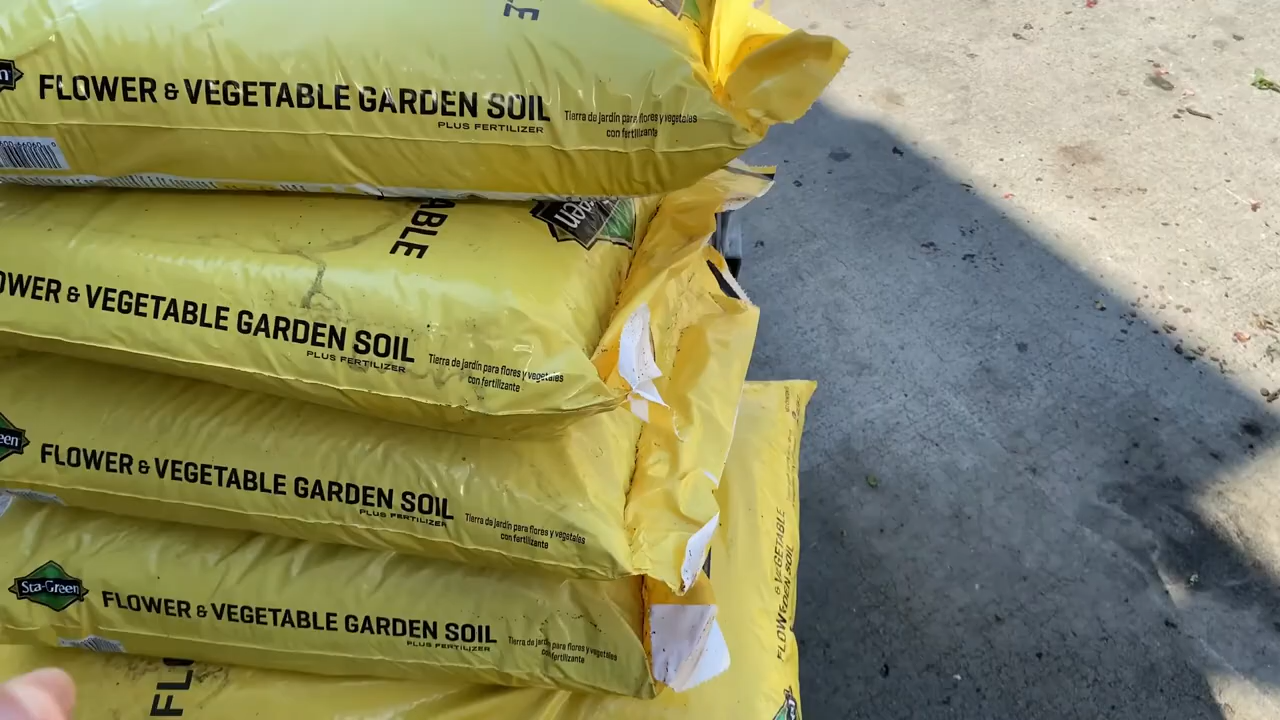 FLOWER & VEGETABLE GARDEN SOIL
PLUS FERTILIZER
Tierra de jardín para flores y vegetales
con fertilizante
ABLE
green
OWER & VEGETABLE GARDEN SOIL
PLUS FERTILIZER
Tierra de jardín para flores y vegetales
con fertilizante
een
FLOWER & VEGETABLE GARDEN SOIL
PLUS FERTILIZER
Tierra de jardín para flores y vegetales
con fertilizante
Sta-Green
FLOWER & VEGETABLE GARDEN SOIL
PLUS FERTILIZER
Tierra de jardín para flores y vegetales
con fertilizante
FLO
FLOWER & VEGETABLE
GARDEN SOIL